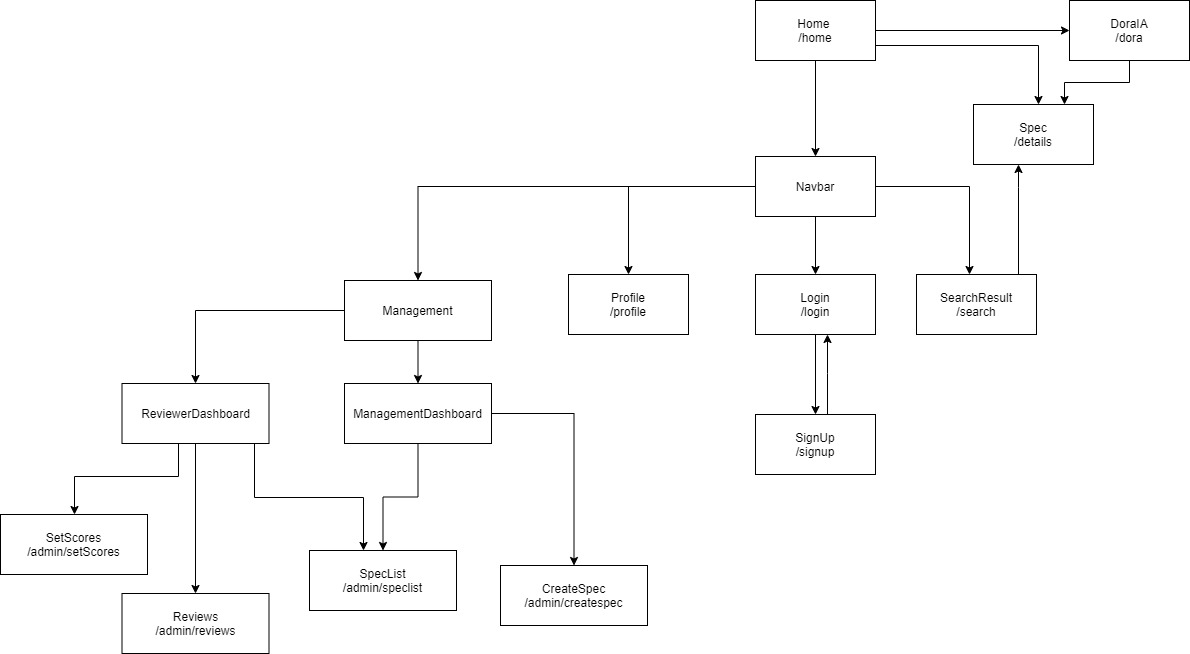 Home
/home
DoraIA
/dora
Spec
/details
Navbar
Management
Profile
/profile
Login
/login
SearchResult
/search
ReviewerDashboard
ManagementDashboard
SignUp
/signup
SetScores
/admin/setScores
SpecList
/admin/speclist
CreateSpec
/admin/createspec
Reviews
/admin/reviews